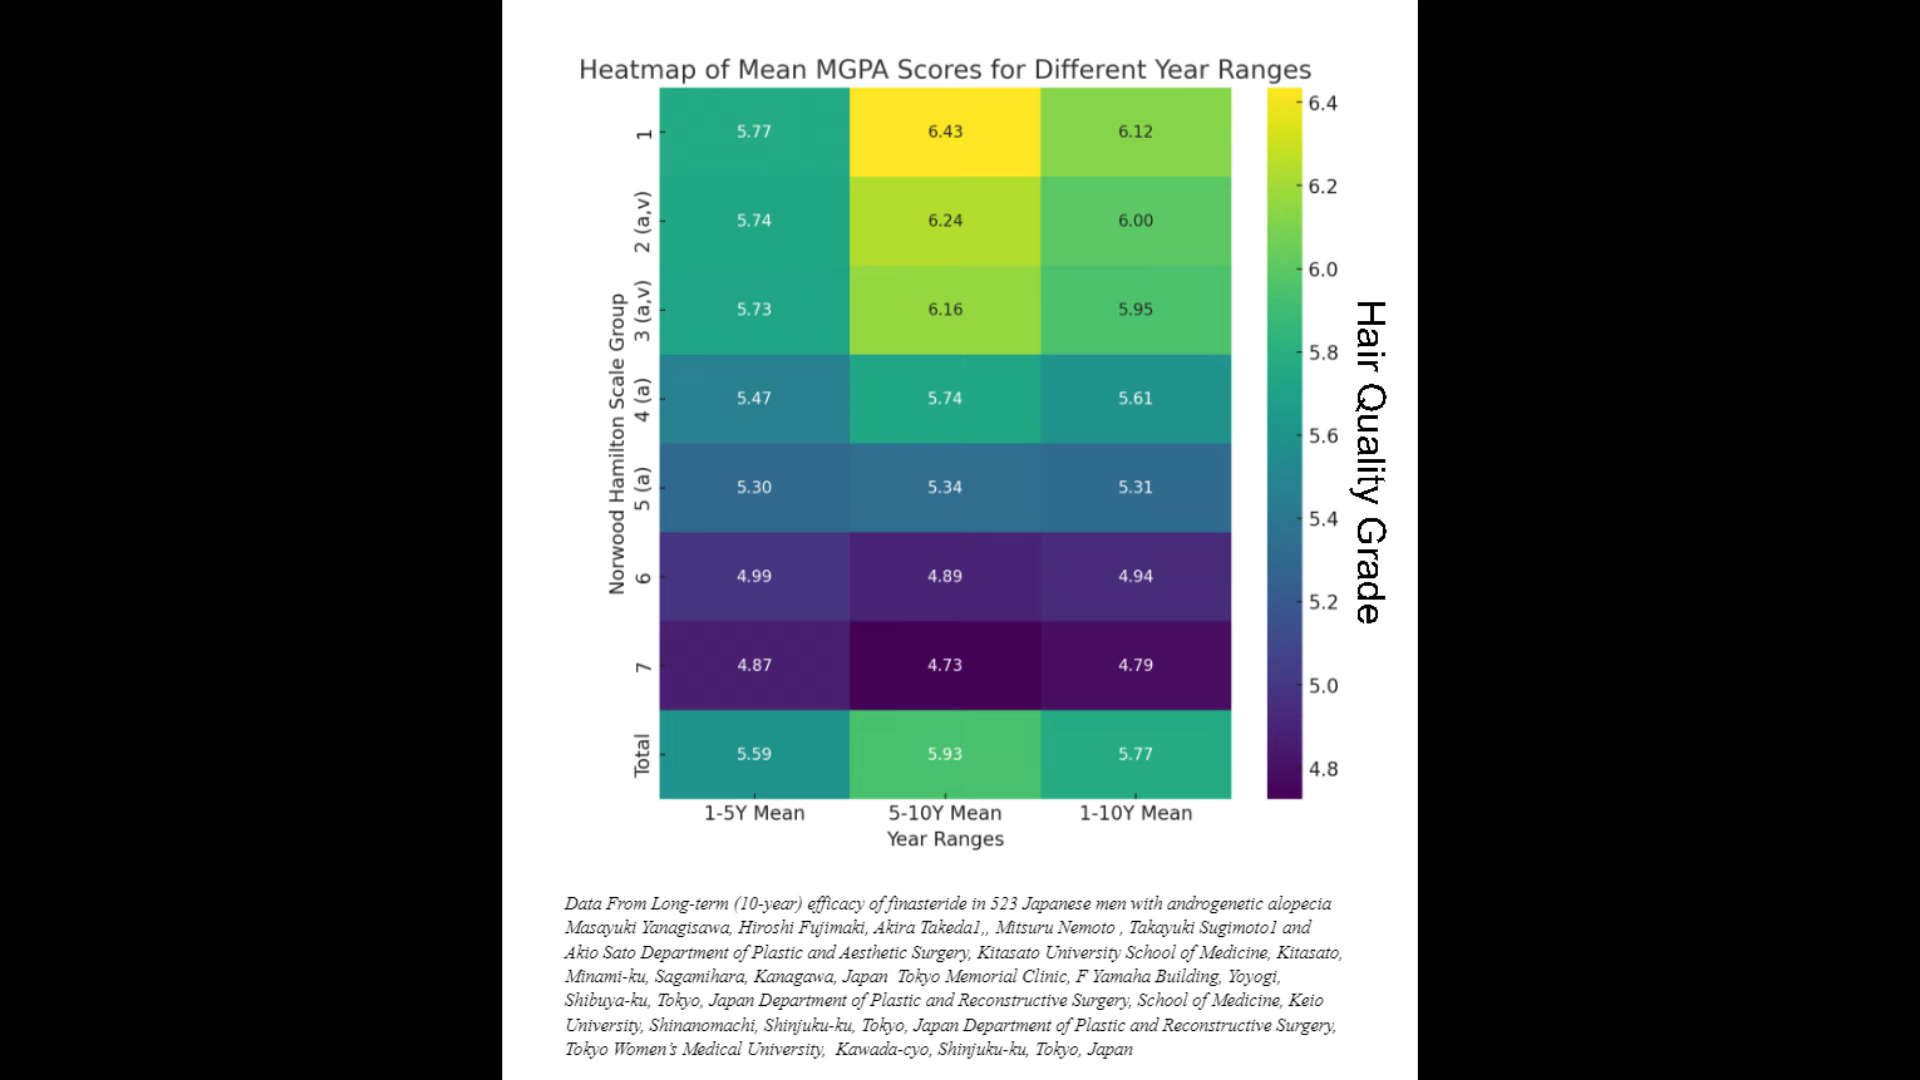 Heatmap of Mean MGPA Scores for Different Year Ranges
Norwood Hamilton Scale Group
1 5.77 6.43 6.12
2 (a,v) 5.74 6.24 6.00
3 (a,v) 5.73 6.16 5.95
4 (a) 5.47 5.74 5.61
5 (a) 5.30 5.34 5.31
6 4.99 4.89 4.94
7 4.87 4.73 4.79
Total 5.59 5.93 5.77
1-5Y Mean 5-10Y Mean 1-10Y Mean
Year Ranges
6.4
6.2
6.0
5.8
5.6
5.4
5.2
5.0
4.8
Hair Quality Grade
Data From Long-term (10-year) efficacy of finasteride in 523 Japanese men with androgenetic alopecia
Masayuki Yanagisawa, Hiroshi Fujimaki, Akira Takeda1,, Mitsuru Nemoto , Takayuki Sugimoto1 and
Akio Sato Department of Plastic and Aesthetic Surgery, Kitasato University School of Medicine, Kitasato,
Minami-ku, Sagamihara, Kanagawa, Japan  Tokyo Memorial Clinic, F Yamaha Building, Yoyogi,
Shibuya-ku, Tokyo, Japan Department of Plastic and Reconstructive Surgery, School of Medicine, Keio
University, Shinanomachi, Shinjuku-ku, Tokyo, Japan Department of Plastic and Reconstructive Surgery,
Tokyo Women's Medical University,  Kawada-cyo, Shinjuku-ku, Tokyo, Japan